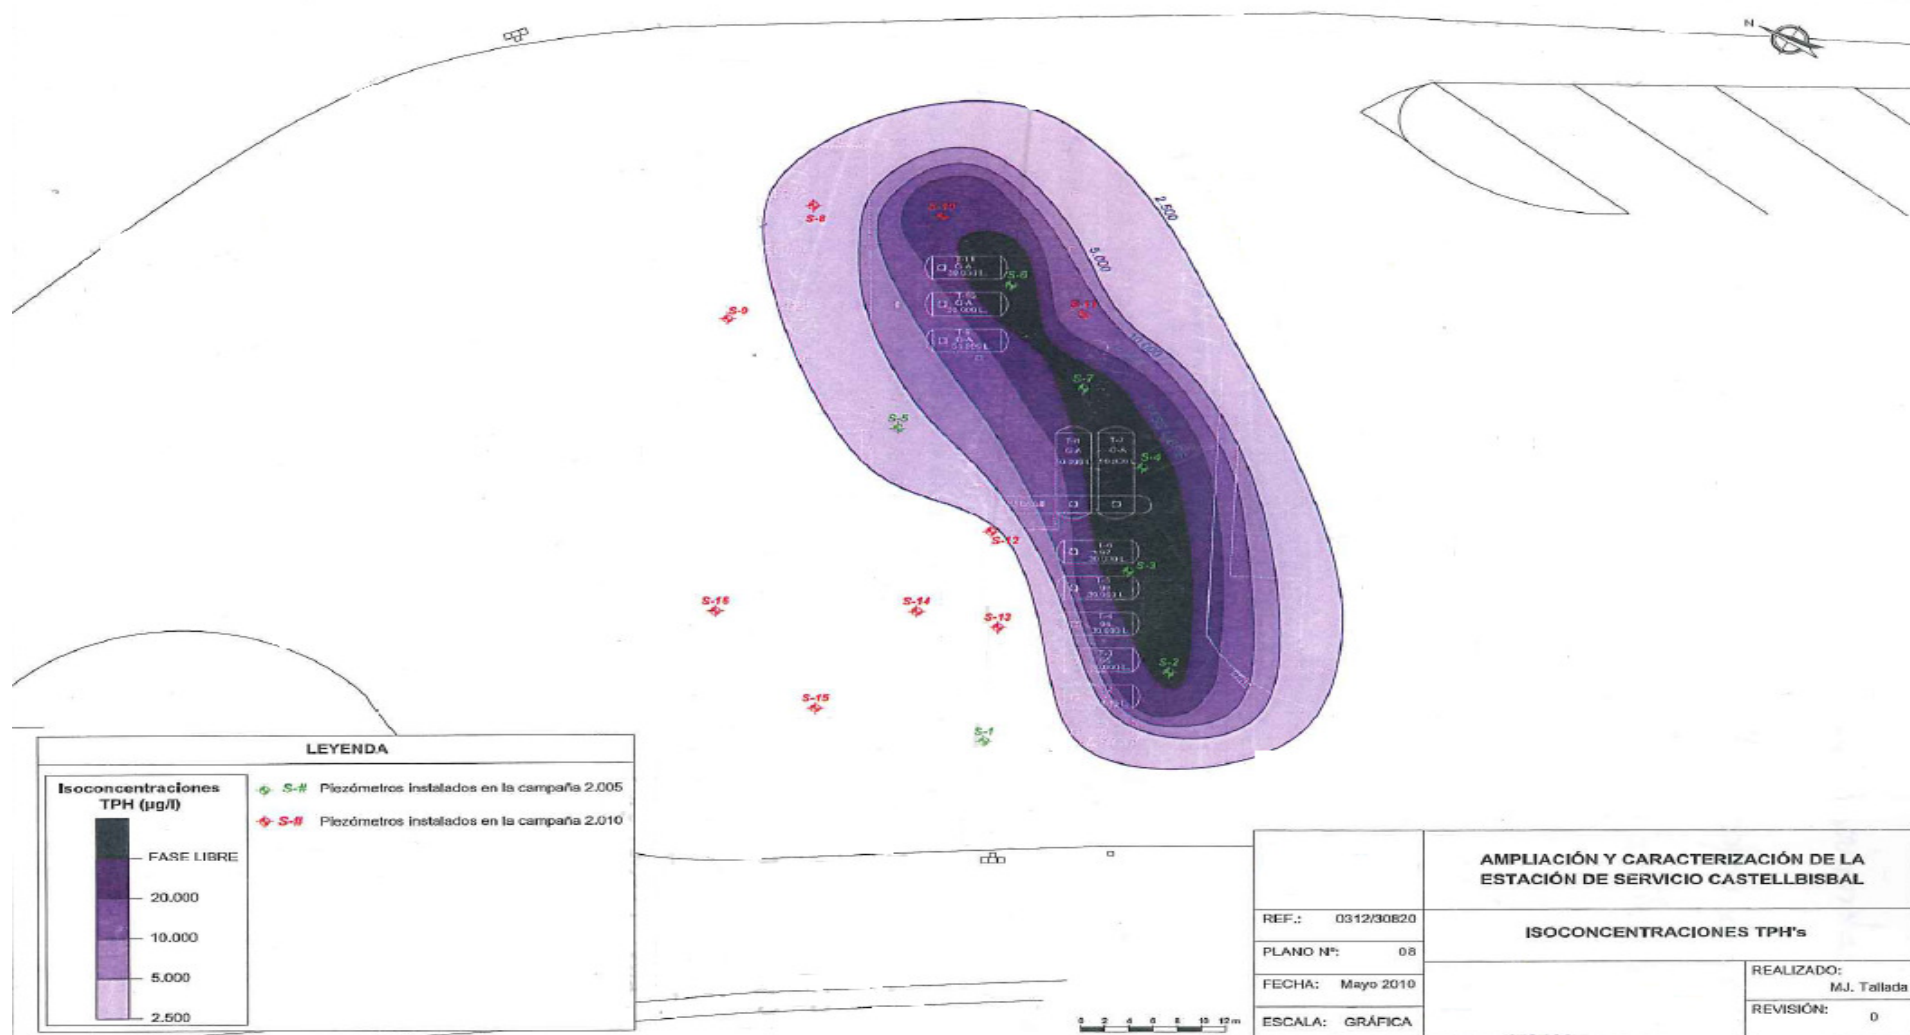 N
2.500
5.000
10.000
S-8
S-10
S-9
S-6
S-11
S-7
S-5
S-4
S-12
S-3
S-16
S-14
S-13
S-2
S-15
S-1
LEYENDA
Isoconcentraciones
TPH (µg/l)
FASE LIBRE
20.000
10.000
5.000
2.500
S-# Piezómetros instalados en la campaña 2.005
S-# Piezómetros instalados en la campaña 2.010
0 2 4 6 8 10 12m
AMPLIACIÓN Y CARACTERIZACIÓN DE LA
ESTACIÓN DE SERVICIO CASTELLBISBAL
REF.: 0312/30820
ISOCONCENTRACIONES TPH's
PLANO Nº: 08
FECHA: Mayo 2010
ESCALA: GRÁFICA
REALIZADO:
MJ. Tallada
REVISIÓN: 0